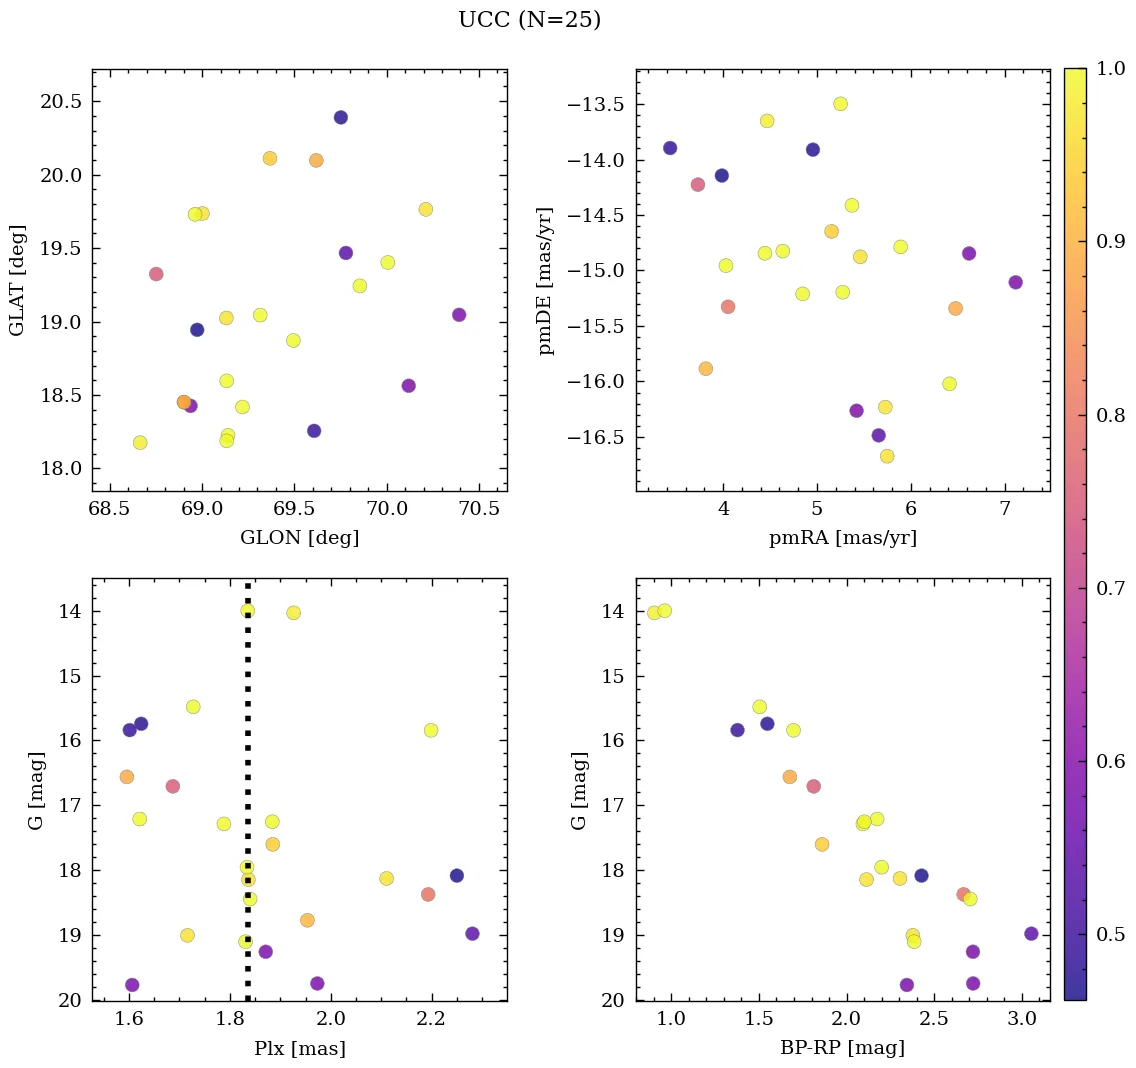 UCC (N=25)
20.5
20.0
19.5
19.0
18.5
18.0
GLAT [deg]
68.5 69.0 69.5 70.0 70.5
GLON [deg]
−13.5
−14.0
−14.5
−15.0
−15.5
−16.0
−16.5
pmDE [mas/yr]
4 5 6 7
pmRA [mas/yr]
14
15
16
17
18
19
20
G [mag]
1.6 1.8 2.0 2.2
Plx [mas]
14
15
16
17
18
19
20
G [mag]
1.0 1.5 2.0 2.5 3.0
BP-RP [mag]
1.0
0.9
0.8
0.7
0.6
0.5